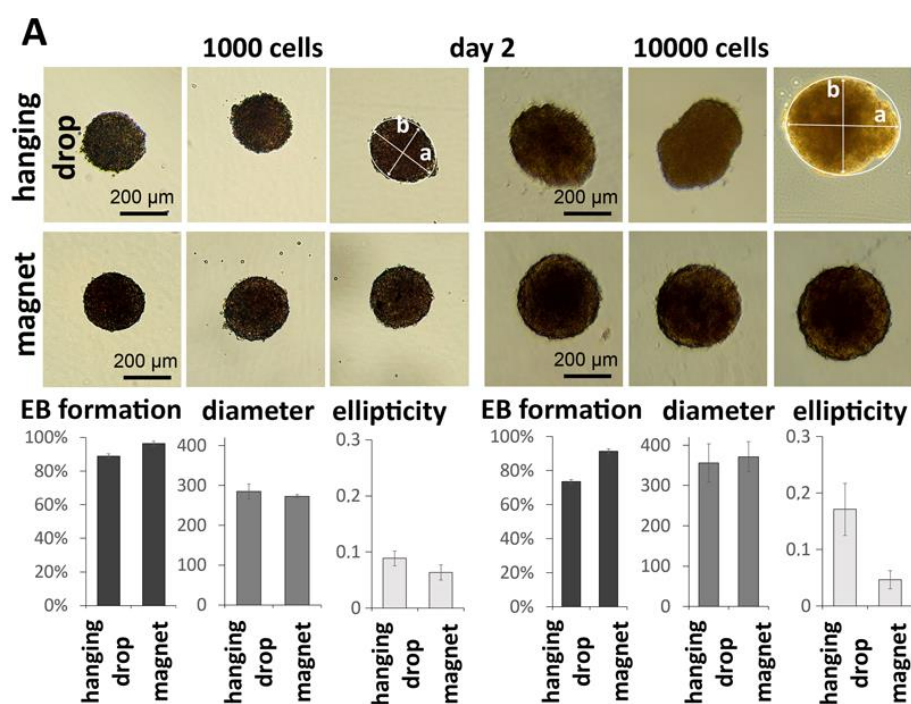 A
1000 cells day 2 10000 cells
hanging
drop
b
a
b
a
200 µm
200 µm
magnet
200 µm
200 µm
EB formation diameter ellipticity EB formation diameter ellipticity
100%
80%
60%
40%
20%
0%
400
300
200
100
0
0.3
0.2
0.1
0
100%
80%
60%
40%
20%
0%
400
300
200
100
0
0,3
0,2
0,1
0
hanging
drop
magnet
hanging
drop
magnet
hanging
drop
magnet
hanging
drop
magnet
hanging
drop
magnet
hanging
drop
magnet